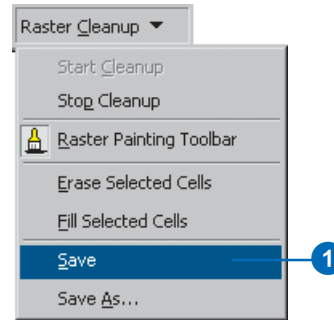 Raster Cleanup
Start Cleanup
Stop Cleanup
Raster Painting Toolbar
Erase Selected Cells
Fill Selected Cells
Save
1
Save As...